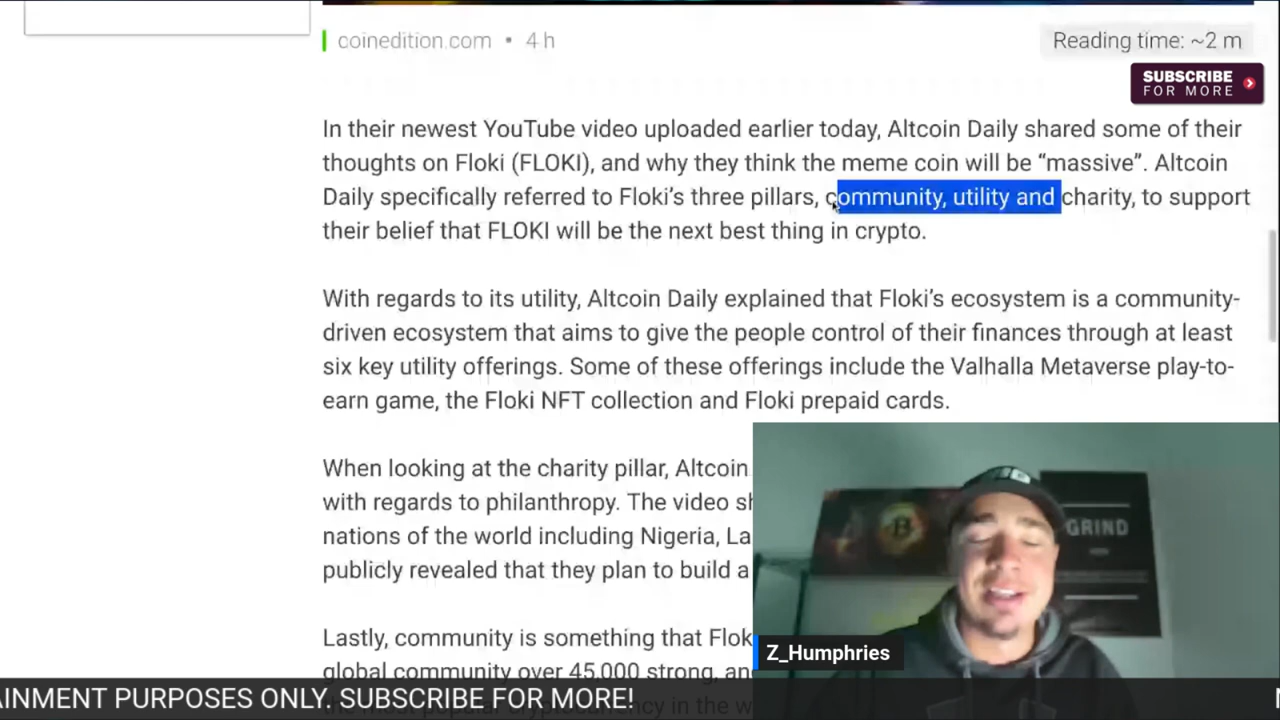 coinedition.com • 4 h
Reading time: ~2 m
SUBSCRIBE
FOR MORE
In their newest YouTube video uploaded earlier today, Altcoin Daily shared some of their
thoughts on Floki (FLOKI), and why they think the meme coin will be “massive”. Altcoin
Daily specifically referred to Floki’s three pillars, community, utility and charity, to support
their belief that FLOKI will be the next best thing in crypto.
With regards to its utility, Altcoin Daily explained that Floki’s ecosystem is a community-
driven ecosystem that aims to give the people control of their finances through at least
six key utility offerings. Some of these offerings include the Valhalla Metaverse play-to-
earn game, the Floki NFT collection and Floki prepaid cards.
When looking at the charity pillar, Altcoin
with regards to philanthropy. The video sh
nations of the world including Nigeria, La
publicly revealed that they plan to build a
GRIND
Lastly, community is something that Flok
global community over 45,000 strong, an
Z_Humphries
AINMENT PURPOSES ONLY. SUBSCRIBE FOR MORE!